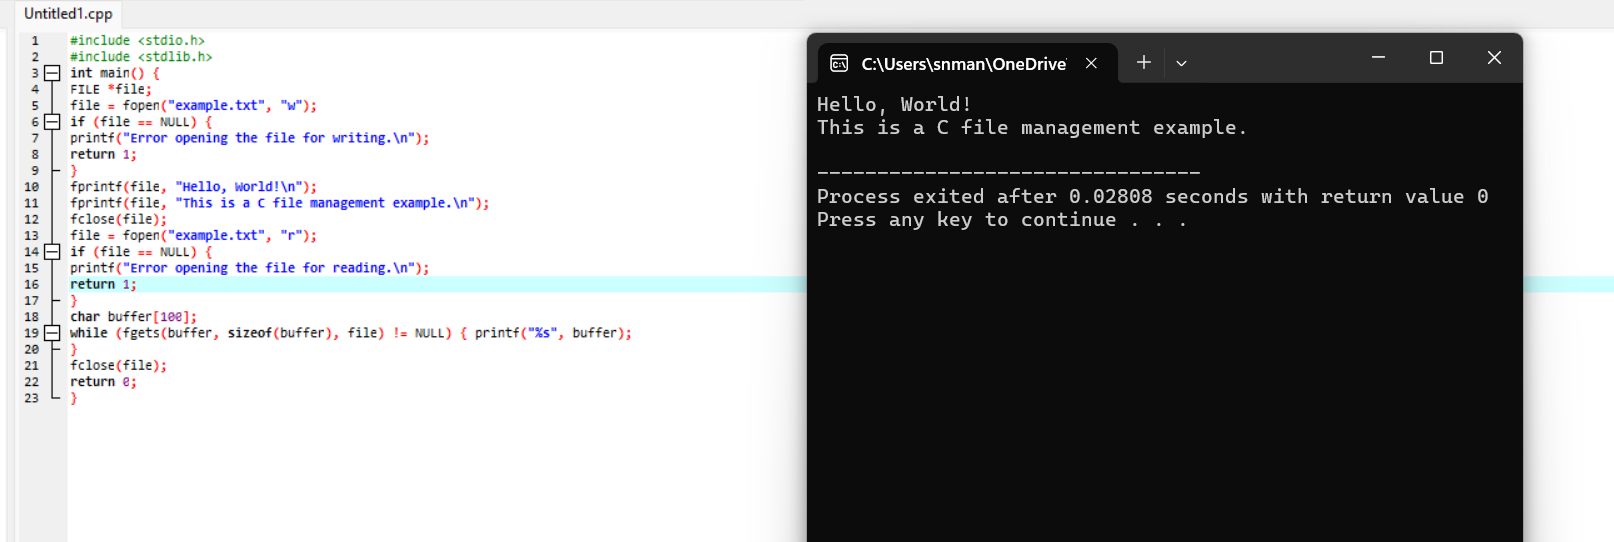 Untitled1.cpp
1 #include <stdio.h>
2 #include <stdlib.h>
3 int main() {
4 FILE *file;
5 file = fopen("example.txt", "w");
6 if (file == NULL) {
7 printf("Error opening the file for writing.\n");
8 return 1;
9 }
10 fprintf(file, "Hello, World!\n");
11 fprintf(file, "This is a C file management example.\n");
12 fclose(file);
13 file = fopen("example.txt", "r");
14 if (file == NULL) {
15 printf("Error opening the file for reading.\n");
16 return 1;
17 }
18 char buffer[100];
19 while (fgets(buffer, sizeof(buffer), file) != NULL) { printf("%s", buffer);
20 }
21 fclose(file);
22 return 0;
23 }
C:\Users\snman\OneDrive
Hello, World!
This is a C file management example.
--------------------------------
Process exited after 0.02808 seconds with return value 0
Press any key to continue . . .